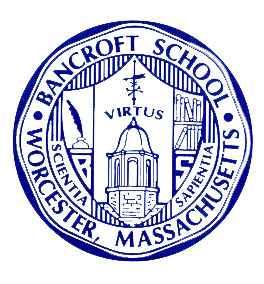 • BANCROFT SCHOOL •
WORCESTER, MASSACHUSETTS
VIRTUS
SCIENTIA
SAPIENTIA